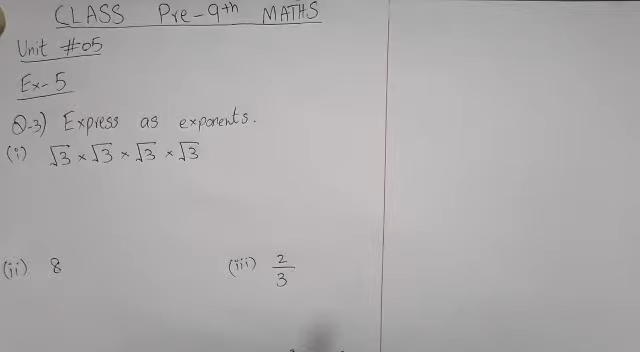 CLASS Pre-9th MATHS
Unit #05
Ex-5
Q-3) Express as exponents.
(i) √3 × √3 × √3 × √3
(ii) 8 (iii) 2/3